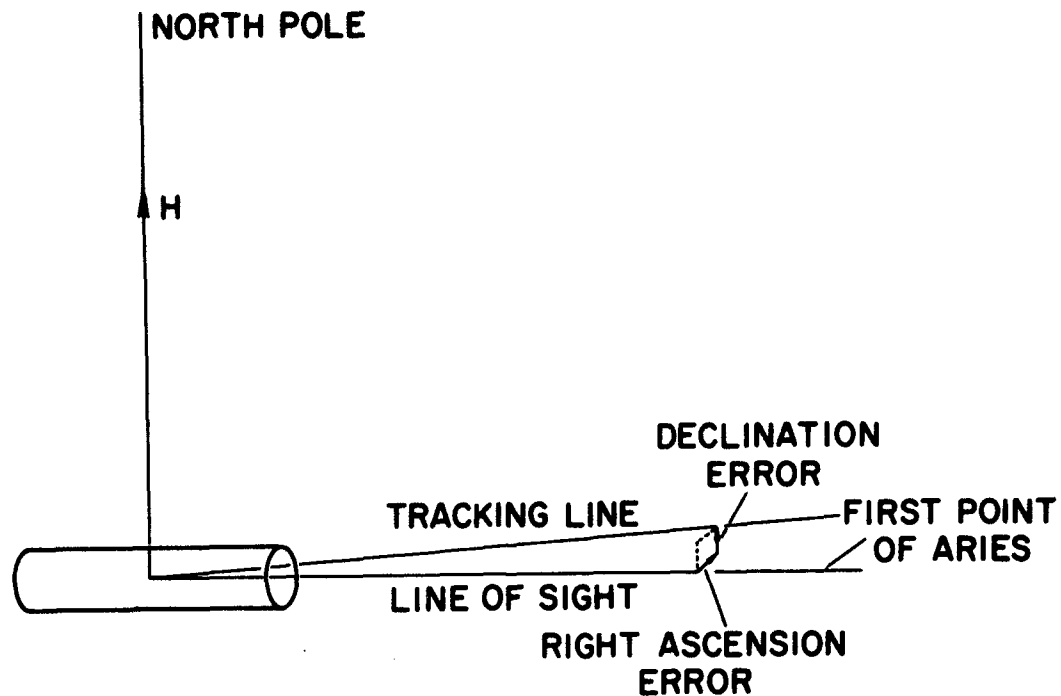 NORTH POLE
H
DECLINATION
ERROR
TRACKING LINE
FIRST POINT
OF ARIES
LINE OF SIGHT
RIGHT ASCENSION
ERROR